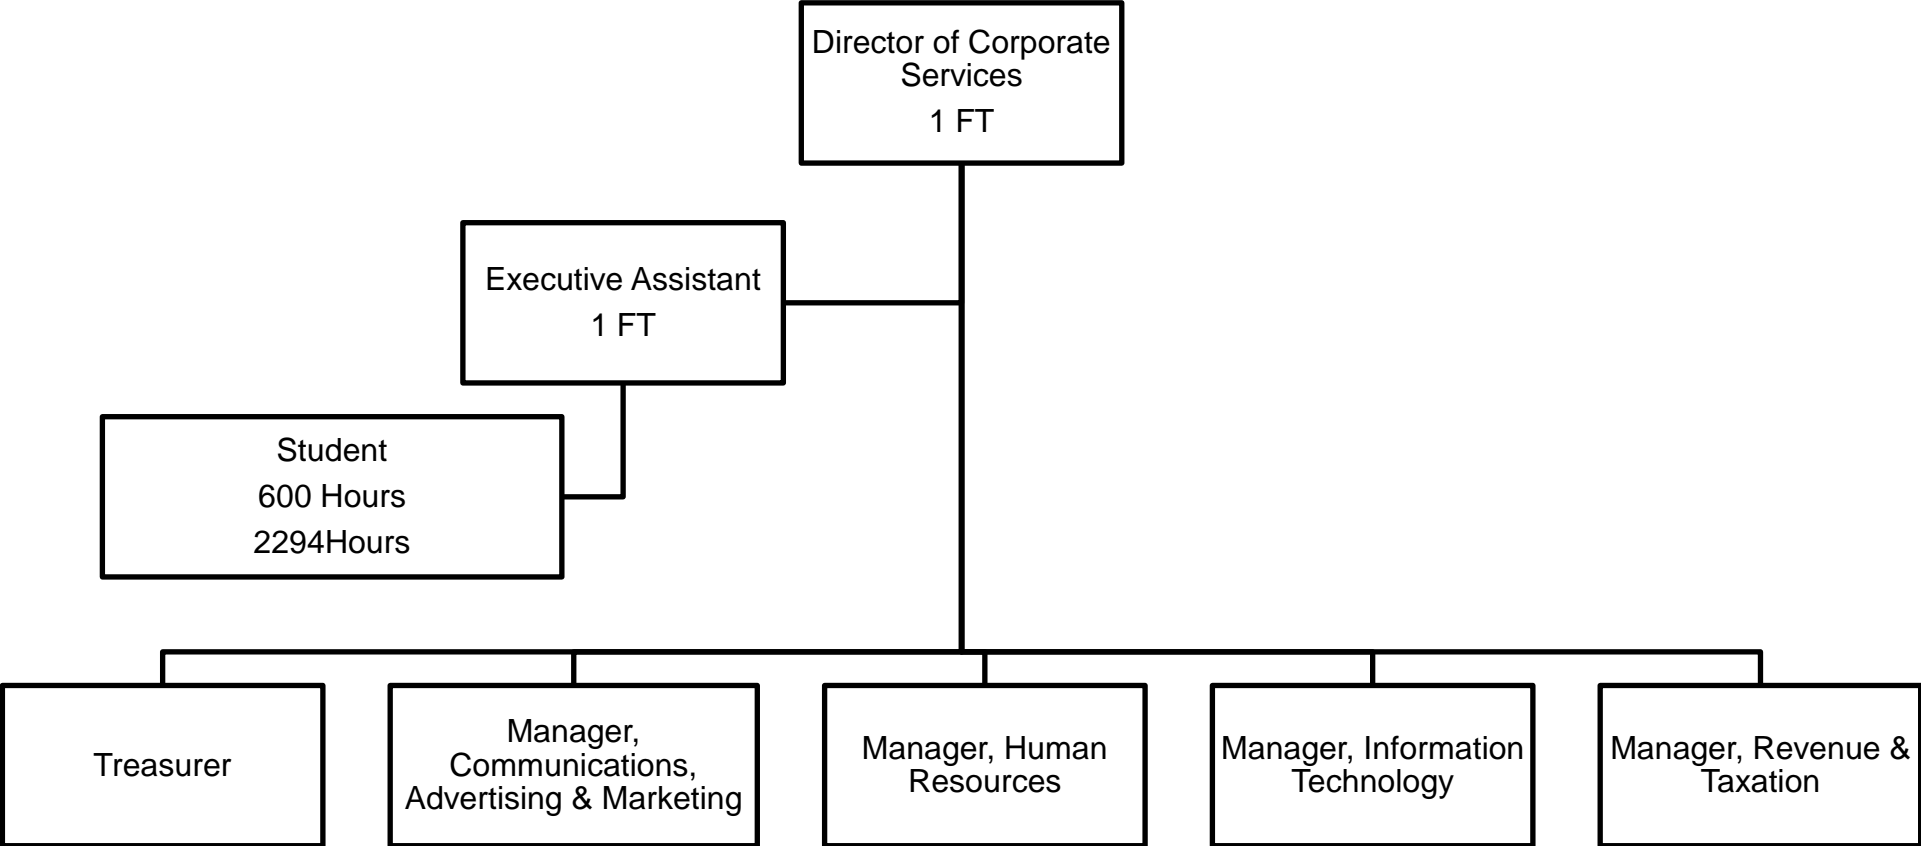 Director of Corporate
Services
1 FT
Executive Assistant
1 FT
Student
600 Hours
2294Hours
Treasurer
Manager,
Communications,
Advertising & Marketing
Manager, Human
Resources
Manager, Information
Technology
Manager, Revenue &
Taxation